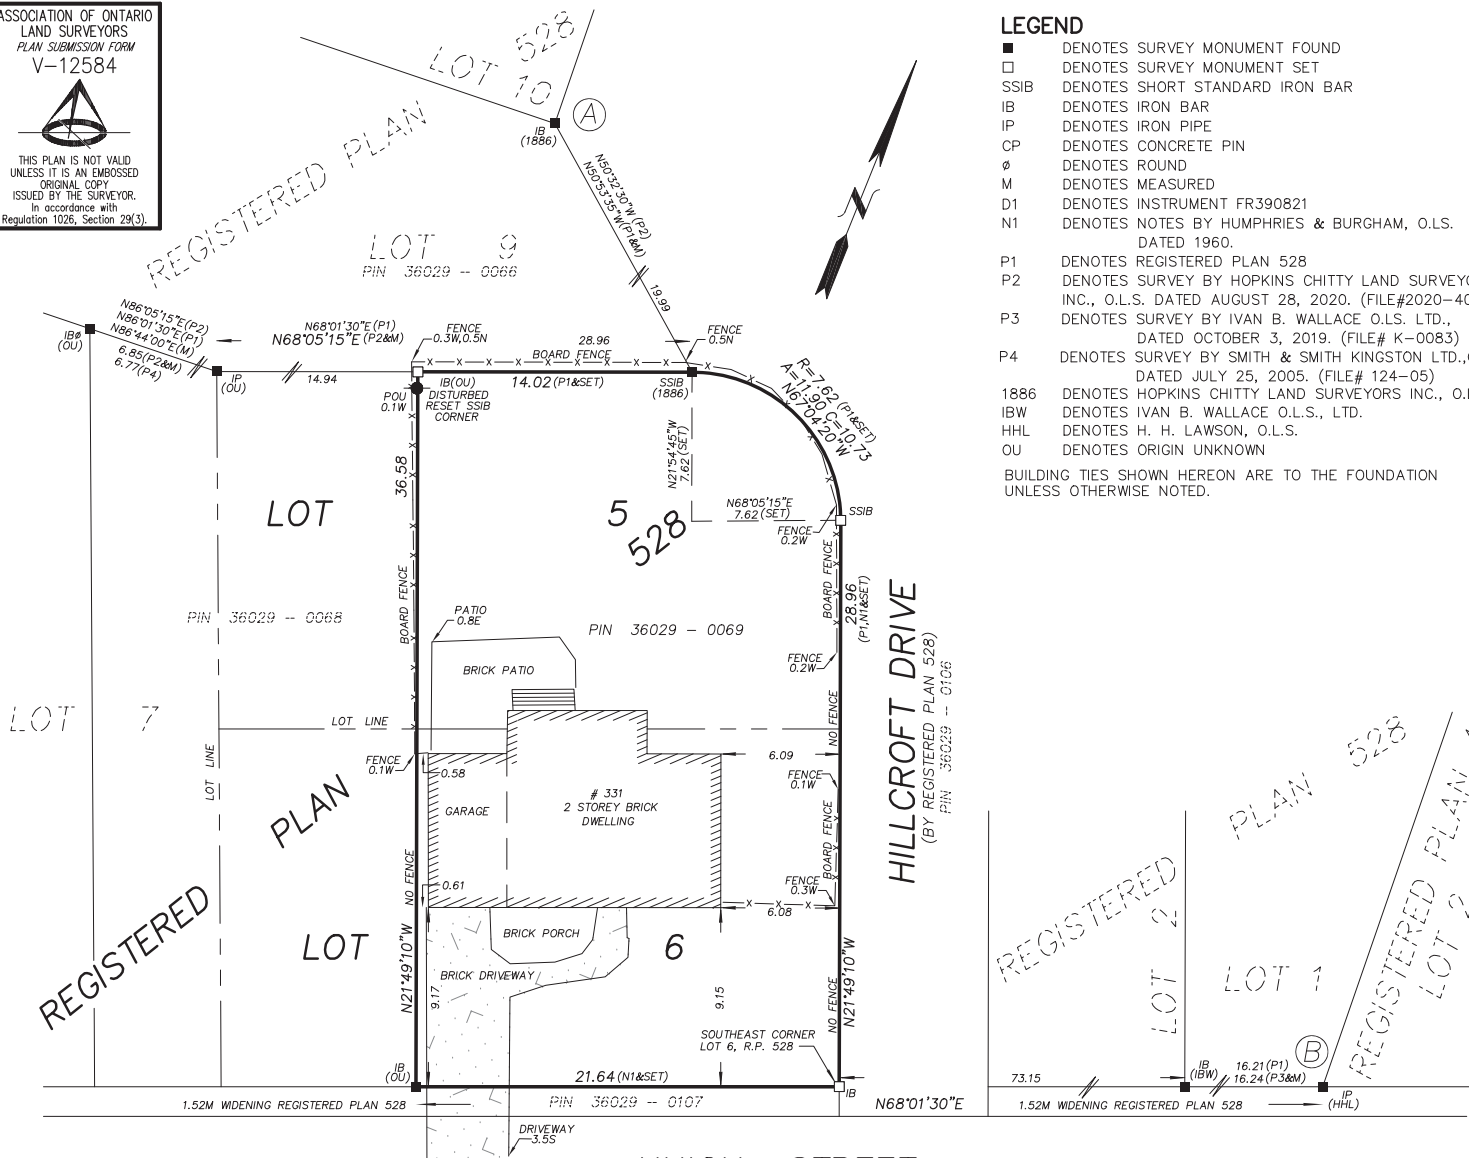 ASSOCIATION OF ONTARIO
LAND SURVEYORS
PLAN SUBMISSION FORM
V-12584
THIS PLAN IS NOT VALID
UNLESS IT IS AN EMBOSSED
ORIGINAL COPY
ISSUED BY THE SURVEYOR.
In accordance with
Regulation 1026, Section 29(3).
LEGEND
■ DENOTES SURVEY MONUMENT FOUND
□ DENOTES SURVEY MONUMENT SET
SSIB DENOTES SHORT STANDARD IRON BAR
IB DENOTES IRON BAR
IP DENOTES IRON PIPE
CP DENOTES CONCRETE PIN
ø DENOTES ROUND
M DENOTES MEASURED
D1 DENOTES INSTRUMENT FR390821
N1 DENOTES NOTES BY HUMPHRIES & BURGHAM, O.LS.
DATED 1960.
P1 DENOTES REGISTERED PLAN 528
P2 DENOTES SURVEY BY HOPKINS CHITTY LAND SURVEYO
INC., O.L.S. DATED AUGUST 28, 2020. (FILE#2020-40
P3 DENOTES SURVEY BY IVAN B. WALLACE O.LS. LTD.,
DATED OCTOBER 3, 2019. (FILE# K-0083)
P4 DENOTES SURVEY BY SMITH & SMITH KINGSTON LTD.,
DATED JULY 25, 2005. (FILE# 124-05)
1886 DENOTES HOPKINS CHITTY LAND SURVEYORS INC., O.
IBW DENOTES IVAN B. WALLACE O.L.S., LTD.
HHL DENOTES H. H. LAWSON, O.L.S.
OU DENOTES ORIGIN UNKNOWN
BUILDING TIES SHOWN HEREON ARE TO THE FOUNDATION
UNLESS OTHERWISE NOTED.
LOT 10
528
REGISTERED PLAN
IB
(1886)
A
N50°32'30"W (P2)
N50°53'35"W (P1&M)
19.99
LOT 9
PIN 36029 -- 0066
N86°05'15"E (P2)
N86°01'30"E (P1)
N86°44'00"E (M)
6.85 (P2&M)
6.77 (P4)
IBø
(OU)
IP
(OU)
N68°01'30"E (P1)
N68°05'15"E (P2&M)
14.94
FENCE
0.3W,0.5N
28.96
BOARD FENCE
14.02 (P1&SET)
FENCE
0.5N
SSIB
(1886)
POU
0.1W
IB(OU)
DISTURBED
RESET SSIB
CORNER
R=7.62 (P1&SET)
A=11.90 C=10.73
N67°04'20"W
N21°54'45"W
7.62 (SET)
N68°05'15"E
7.62 (SET)
SSIB
FENCE
0.2W
36.58
LOT 5
528
BOARD FENCE
BOARD FENCE
28.96
(P1,N1&SET)
PIN 36029 -- 0068
PATIO
0.8E
PIN 36029 - 0069
BRICK PATIO
FENCE
0.2W
HILLCROFT DRIVE
(BY REGISTERED PLAN 528)
PIN 36029 -- 0106
LOT 7
LOT LINE
LOT LINE
NO FENCE
FENCE
0.1W
0.58
6.09
FENCE
0.1W
GARAGE
# 331
2 STOREY BRICK
DWELLING
REGISTERED PLAN
NO FENCE
0.61
BOARD FENCE
FENCE
0.3W
6.08
LOT 6
BRICK PORCH
BRICK DRIVEWAY
N21°49'10"W
9.17
9.15
NO FENCE
N21°49'10"W
SOUTHEAST CORNER
LOT 6, R.P. 528
IB
(OU)
21.64 (N1&SET)
IB
1.52M WIDENING REGISTERED PLAN 528
PIN 36029 -- 0107
N68°01'30"E
DRIVEWAY
3.5S
REGISTERED PLAN 528
LOT 2
LOT 1
REGISTERED PLAN
LOT 2
73.15
IB
(IBW)
16.21 (P1)
16.24 (P3&M)
B
IP
(HHL)
1.52M WIDENING REGISTERED PLAN 528